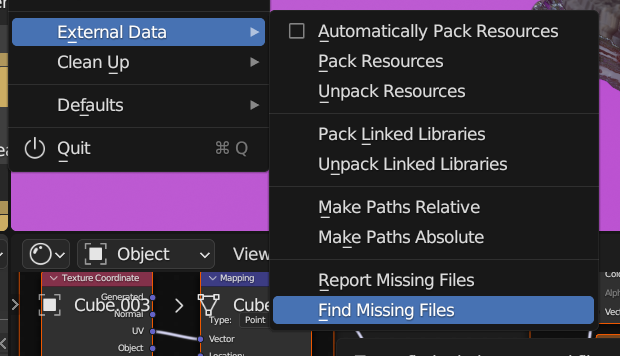 External Data
Clean Up
Defaults
Quit ⌘ Q
Automatically Pack Resources
Pack Resources
Unpack Resources
Pack Linked Libraries
Unpack Linked Libraries
Make Paths Relative
Make Paths Absolute
Report Missing Files
Find Missing Files
Object View
Texture Coordinate
Generated
Normal
UV
Object
Cube.003
Mapping
Cube
Type: Point
Vector